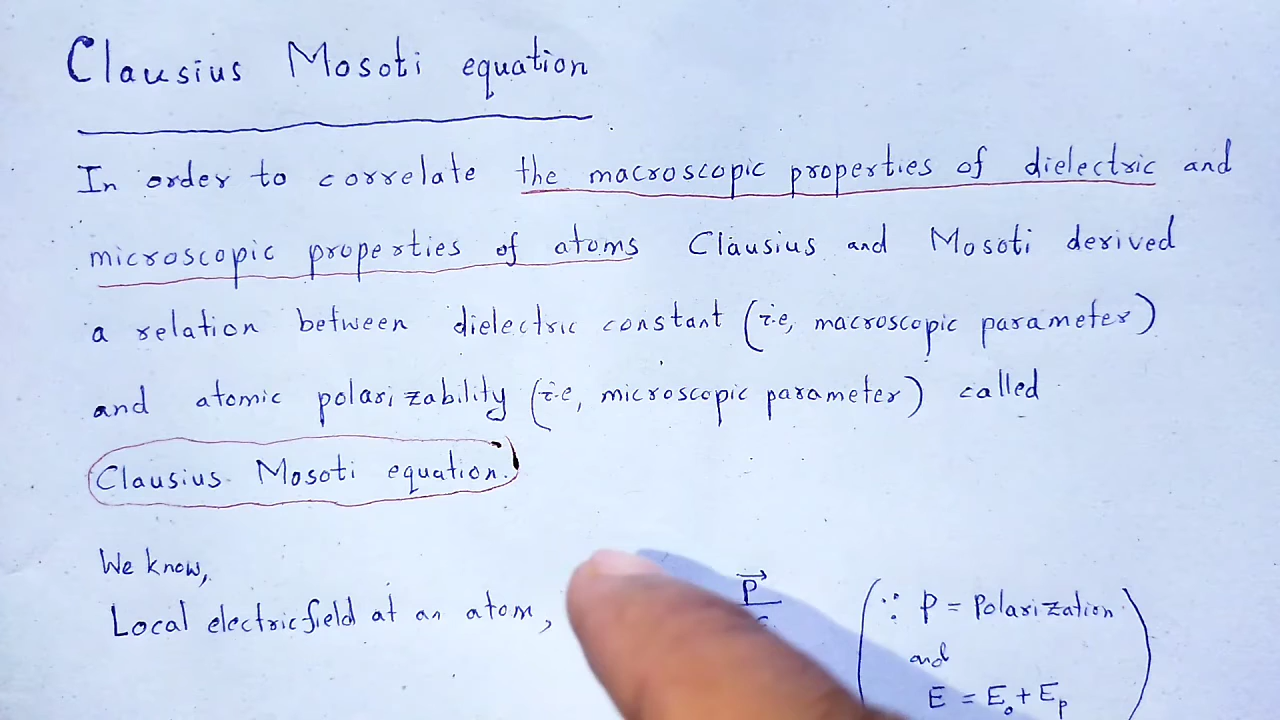 Clausius Mosoti equation
In order to correlate the macroscopic properties of dielectric and
microscopic properties of atoms Clausius and Mosoti derived
a relation between dielectric constant (i.e, macroscopic parameter)
and atomic polarizability (i.e, microscopic parameter) called
Clausius Mosoti equation.
We know,
Local electric field at an atom, P⃗
(∵ P = Polarization
and
E = E₀ + Eₚ)